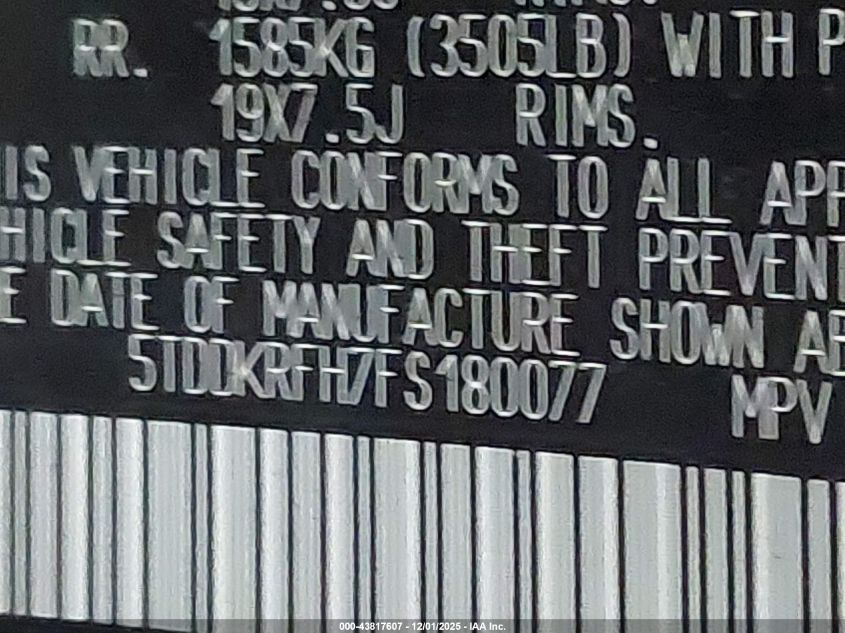 RR. 1585KG (3505LB) WITH P
19X7.5J RIMS.
IS VEHICLE CONFORMS TO ALL APP
HICLE SAFETY AND THEFT PREVENT
E DATE OF MANUFACTURE SHOWN AB
5TDDKRFH7FS180077 MPV
000-43817607 - 12/01/2025 - IAA Inc.